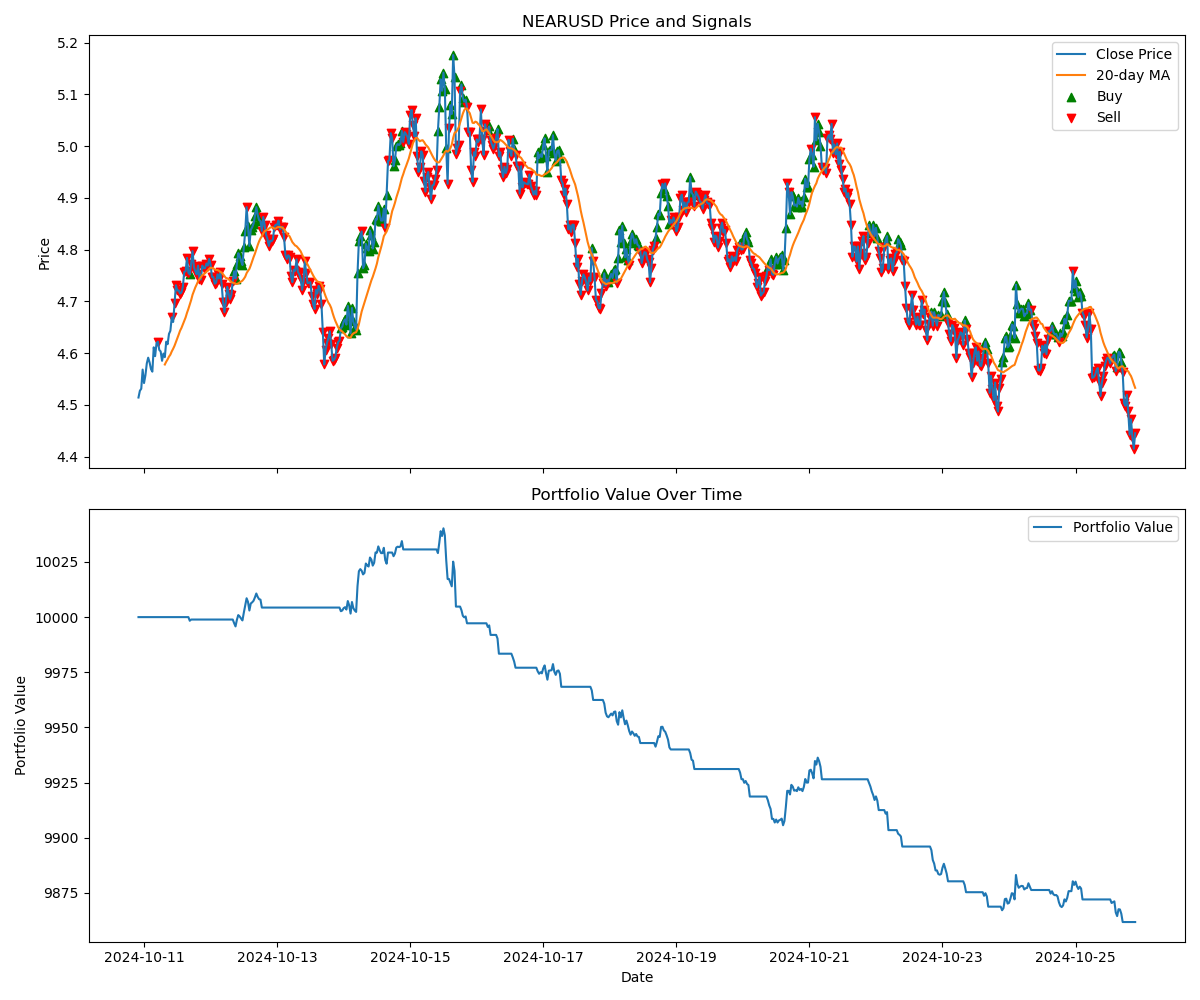 NEARUSD Price and Signals
Price
5.2
5.1
5.0
4.9
4.8
4.7
4.6
4.5
4.4
Close Price
20-day MA
Buy
Sell
Portfolio Value Over Time
Portfolio Value
10025
10000
9975
9950
9925
9900
9875
Portfolio Value
2024-10-11 2024-10-13 2024-10-15 2024-10-17 2024-10-19 2024-10-21 2024-10-23 2024-10-25
Date